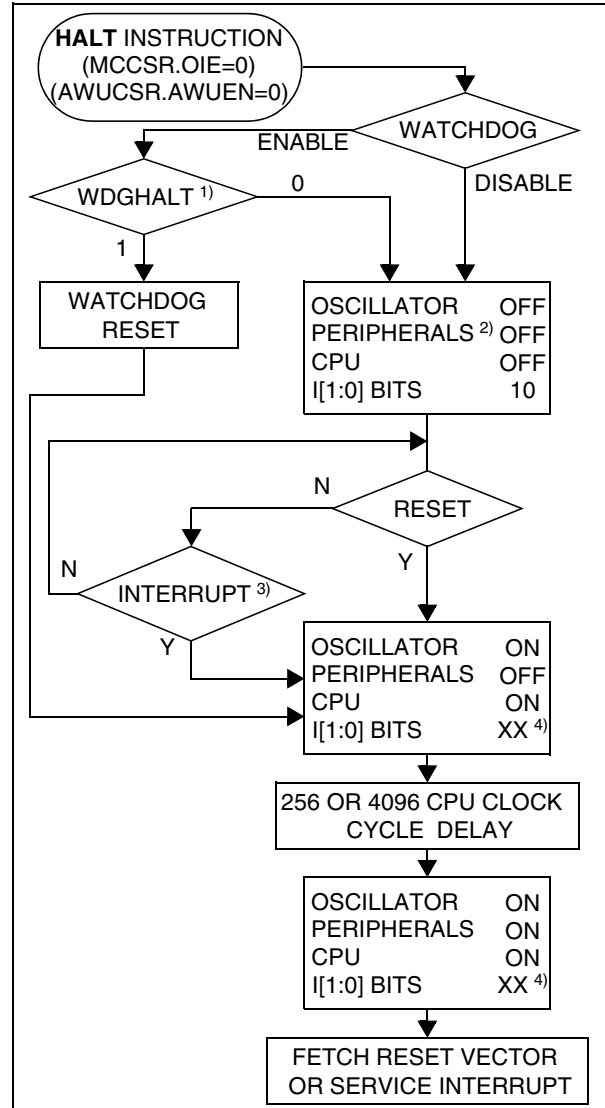 HALT INSTRUCTION
(MCCSR.OIE=0)
(AWUCSR.AWUEN=0)
WATCHDOG
ENABLE
DISABLE
WDGHALT 1)
0
1
WATCHDOG
RESET
OSCILLATOR OFF
PERIPHERALS 2) OFF
CPU OFF
I[1:0] BITS 10
RESET
N
Y
INTERRUPT 3)
N
Y
OSCILLATOR ON
PERIPHERALS OFF
CPU ON
I[1:0] BITS XX 4)
256 OR 4096 CPU CLOCK
CYCLE DELAY
OSCILLATOR ON
PERIPHERALS ON
CPU ON
I[1:0] BITS XX 4)
FETCH RESET VECTOR
OR SERVICE INTERRUPT